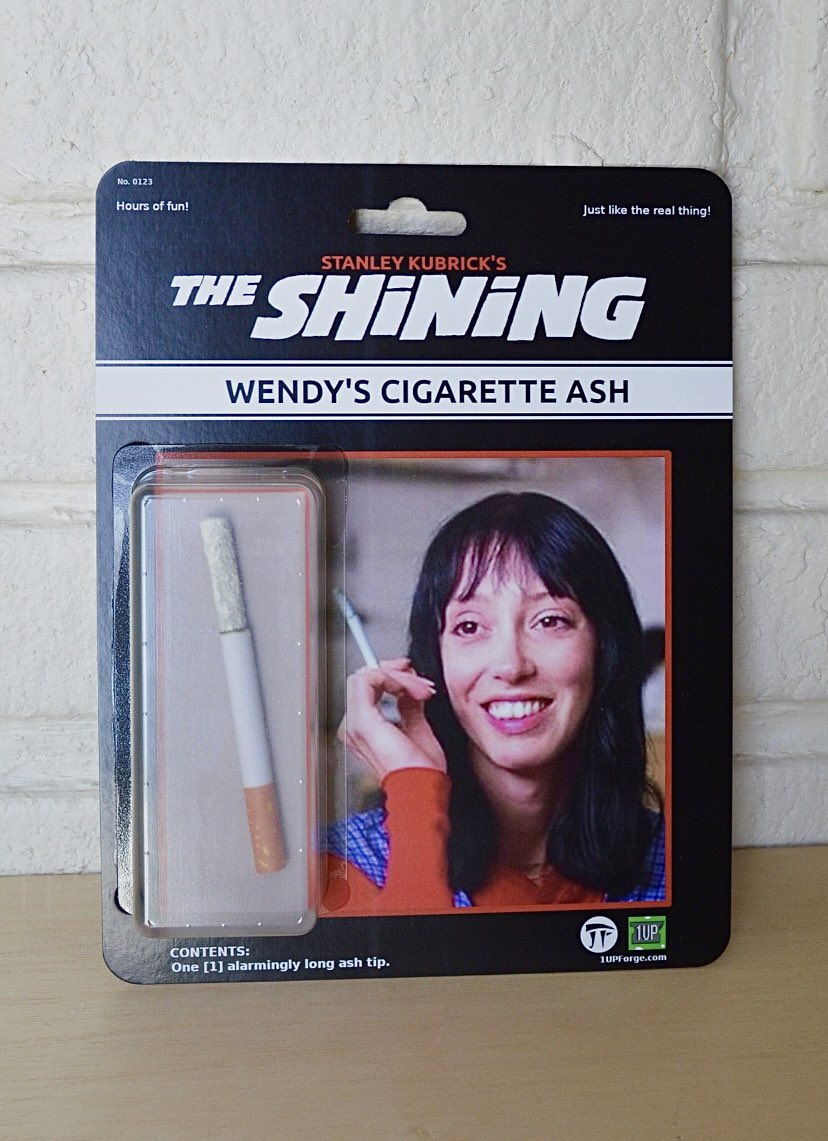 No. 0123
Hours of fun!
Just like the real thing!
STANLEY KUBRICK'S
THE SHiNiNG
WENDY'S CIGARETTE ASH
CONTENTS:
One [1] alarmingly long ash tip.
1UP
1UPForge.com